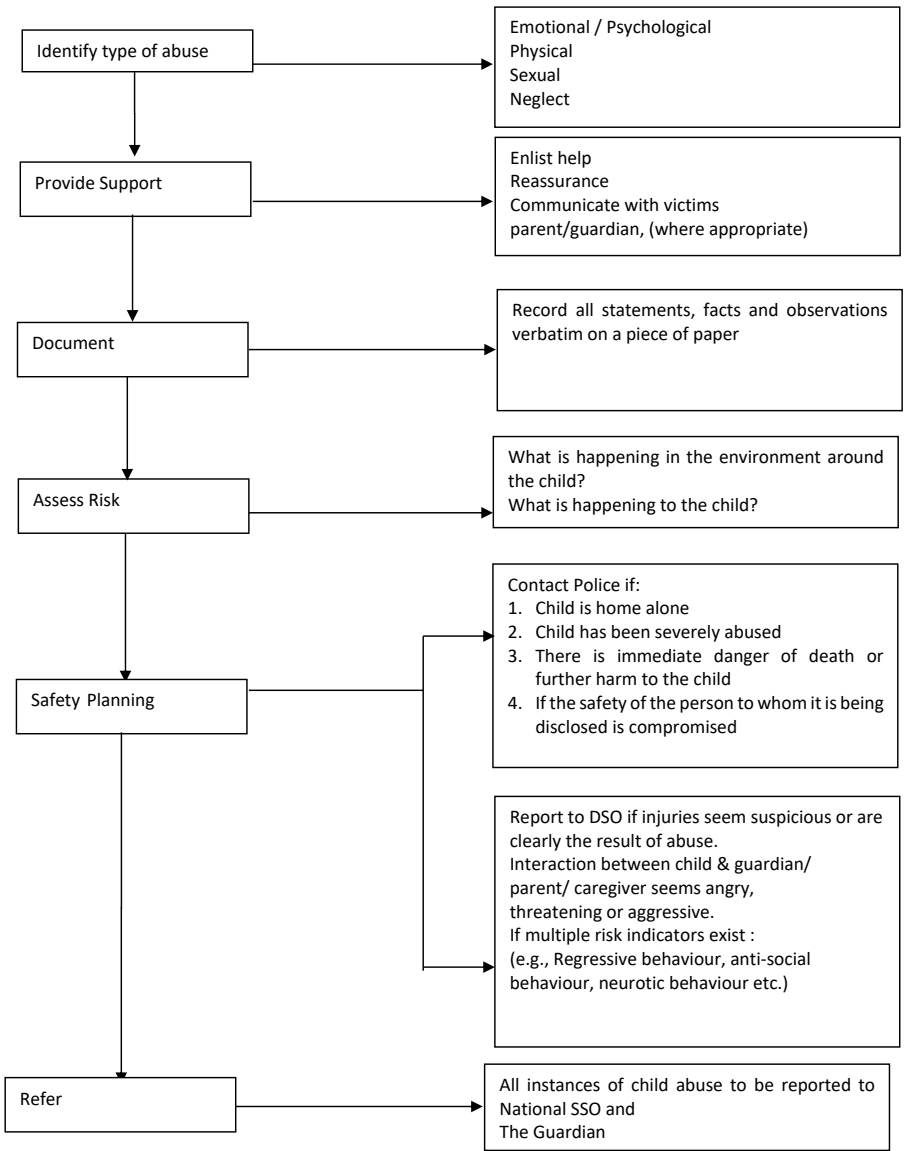 Identify type of abuse
Emotional / Psychological
Physical
Sexual
Neglect
Provide Support
Enlist help
Reassurance
Communicate with victims
parent/guardian, (where appropriate)
Document
Record all statements, facts and observations
verbatim on a piece of paper
Assess Risk
What is happening in the environment around
the child?
What is happening to the child?
Safety Planning
Contact Police if:
1. Child is home alone
2. Child has been severely abused
3. There is immediate danger of death or
further harm to the child
4. If the safety of the person to whom it is being
disclosed is compromised
Report to DSO if injuries seem suspicious or are
clearly the result of abuse.
Interaction between child & guardian/
parent/ caregiver seems angry,
threatening or aggressive.
If multiple risk indicators exist :
(e.g., Regressive behaviour, anti-social
behaviour, neurotic behaviour etc.)
Refer
All instances of child abuse to be reported to
National SSO and
The Guardian